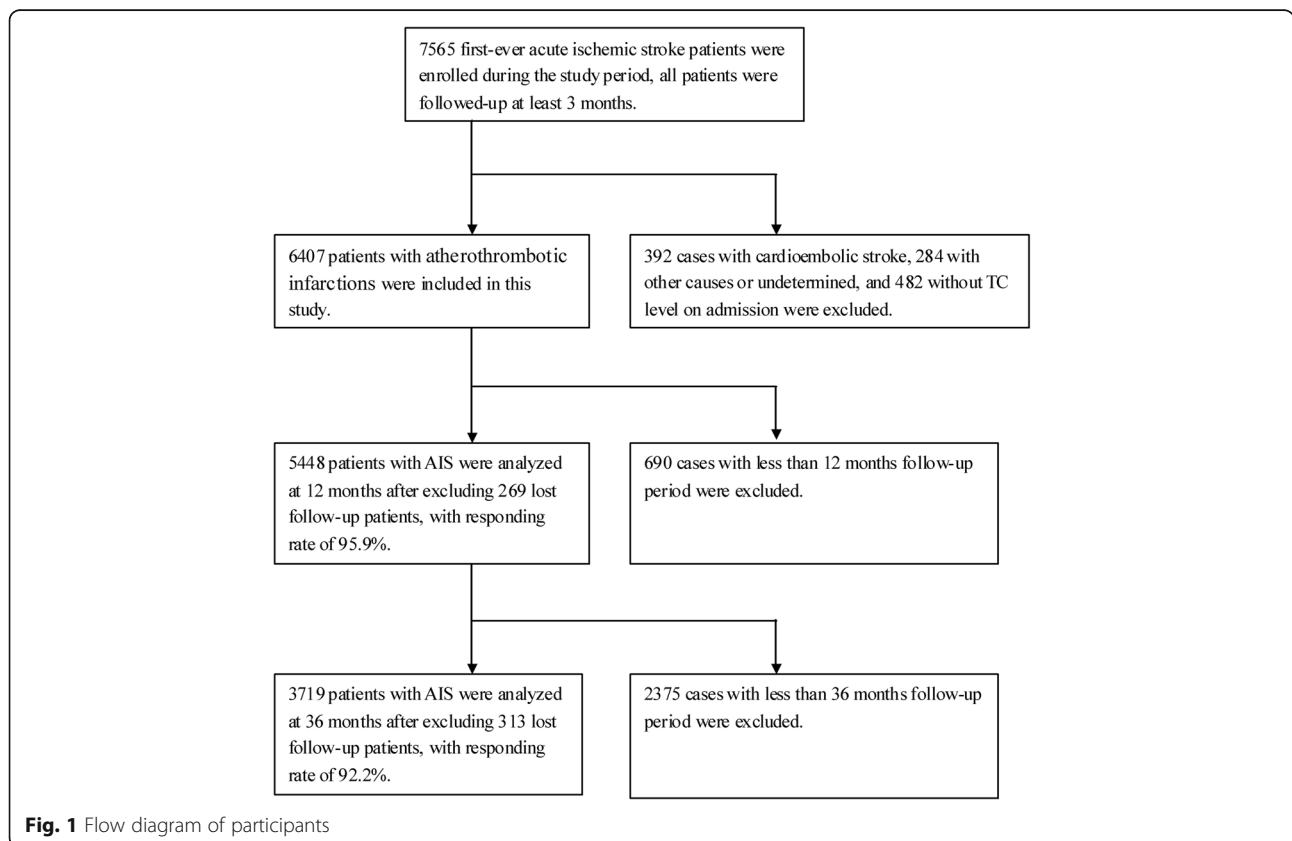 7565 first-ever acute ischemic stroke patients were
enrolled during the study period, all patients were
followed-up at least 3 months.
6407 patients with atherothrombotic
infarctions were included in this
study.
392 cases with cardioembolic stroke, 284 with
other causes or undetermined, and 482 without TC
level on admission were excluded.
5448 patients with AIS were analyzed
at 12 months after excluding 269 lost
follow-up patients, with responding
rate of 95.9%.
690 cases with less than 12 months follow-up
period were excluded.
3719 patients with AIS were analyzed
at 36 months after excluding 313 lost
follow-up patients, with responding
rate of 92.2%.
2375 cases with less than 36 months follow-up
period were excluded.
Fig. 1 Flow diagram of participants